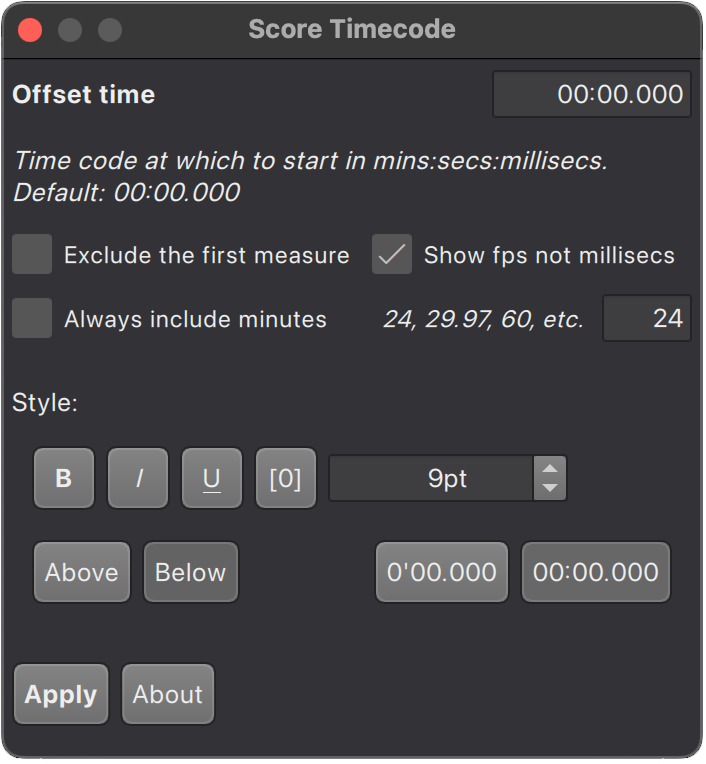 Score Timecode
Offset time 00:00.000
Time code at which to start in mins:secs:millisecs.
Default: 00:00.000
Exclude the first measure Show fps not millisecs
Always include minutes 24, 29.97, 60, etc. 24
Style:
B I U [0] 9pt
Above Below 0'00.000 00:00.000
Apply About